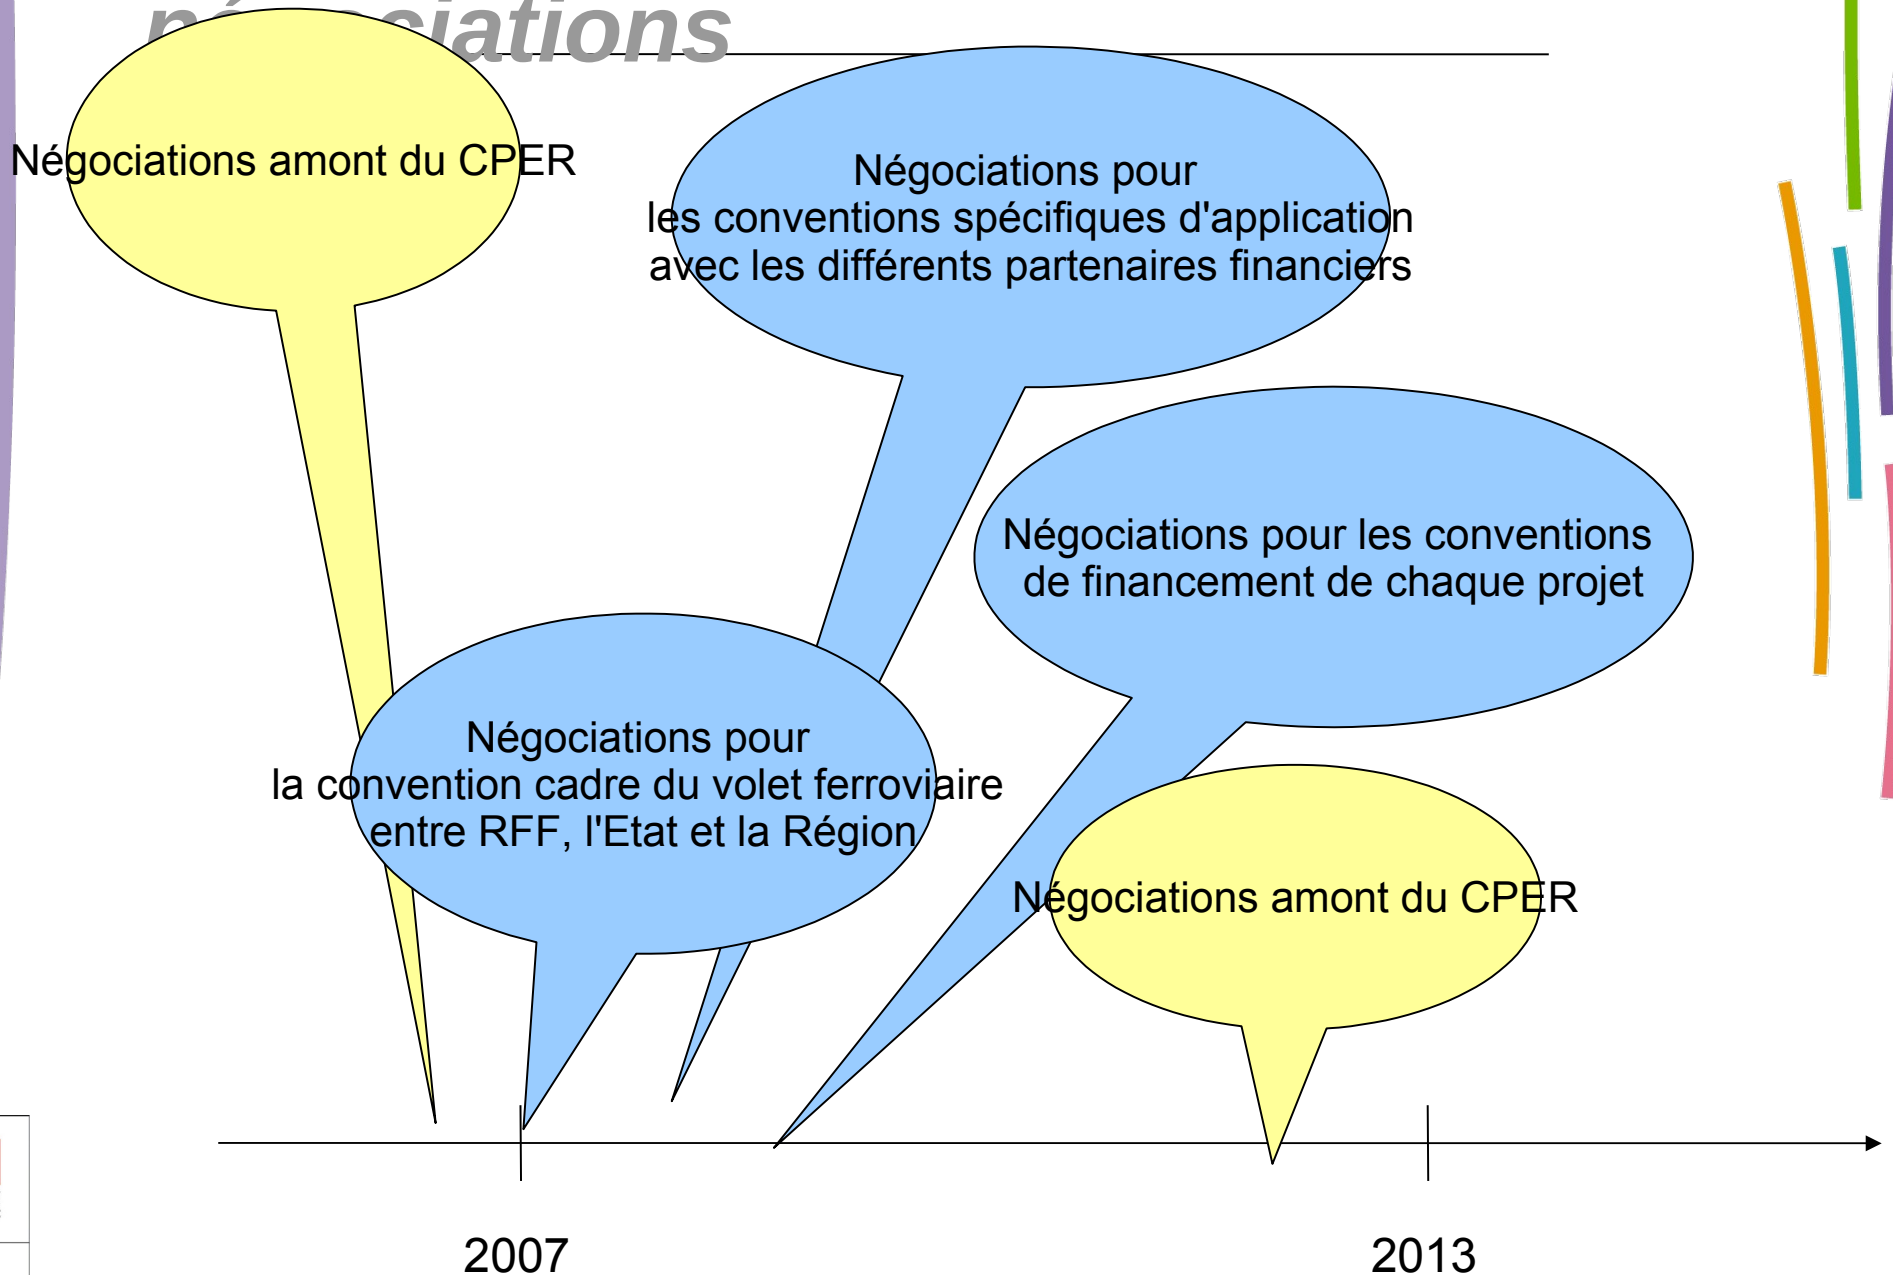 négociations
Négociations amont du CPER
Négociations pour
les conventions spécifiques d'application
avec les différents partenaires financiers
Négociations pour les conventions
de financement de chaque projet
Négociations pour
la convention cadre du volet ferroviaire
entre RFF, l'Etat et la Région
Négociations amont du CPER
2007
2013